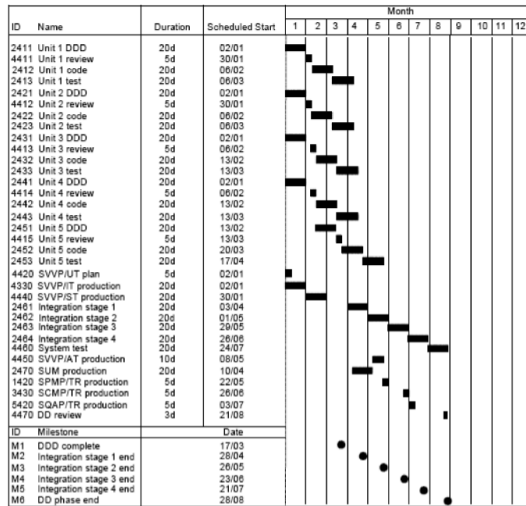 Month
ID Name Duration Scheduled Start 1 2 3 4 5 6 7 8 9 10 11 12
2411 Unit 1 DDD 20d 02/01
4411 Unit 1 review 5d 30/01
2412 Unit 1 code 20d 06/02
2413 Unit 1 test 20d 06/03
2421 Unit 2 DDD 20d 02/01
4412 Unit 2 review 5d 30/01
2422 Unit 2 code 20d 06/02
2423 Unit 2 test 20d 06/03
2431 Unit 3 DDD 20d 02/01
4413 Unit 3 review 5d 06/02
2432 Unit 3 code 20d 13/02
2433 Unit 3 test 20d 13/03
2441 Unit 4 DDD 20d 02/01
4414 Unit 4 review 5d 06/02
2442 Unit 4 code 20d 13/02
2443 Unit 4 test 20d 13/03
2451 Unit 5 DDD 20d 13/02
4415 Unit 5 review 5d 13/03
2452 Unit 5 code 20d 20/03
2453 Unit 5 test 20d 17/04
4420 SVVP/UT plan 5d 02/01
4330 SVVP/IT production 20d 02/01
4440 SVVP/ST production 20d 30/01
2461 Integration stage 1 20d 03/04
2462 Integration stage 2 20d 01/05
2463 Integration stage 3 20d 29/05
2464 Integration stage 4 20d 26/06
4460 System test 20d 24/07
4450 SVVP/AT production 10d 08/05
2470 SUM production 20d 10/04
1420 SPMP/TR production 5d 22/05
3430 SCMP/TR production 5d 26/06
5420 SQAP/TR production 5d 03/07
4470 DD review 3d 21/08
ID Milestone Date
M1 DDD complete 17/03
M2 Integration stage 1 end 28/04
M3 Integration stage 2 end 26/05
M4 Integration stage 3 end 23/06
M5 Integration stage 4 end 21/07
M6 DD phase end 28/08